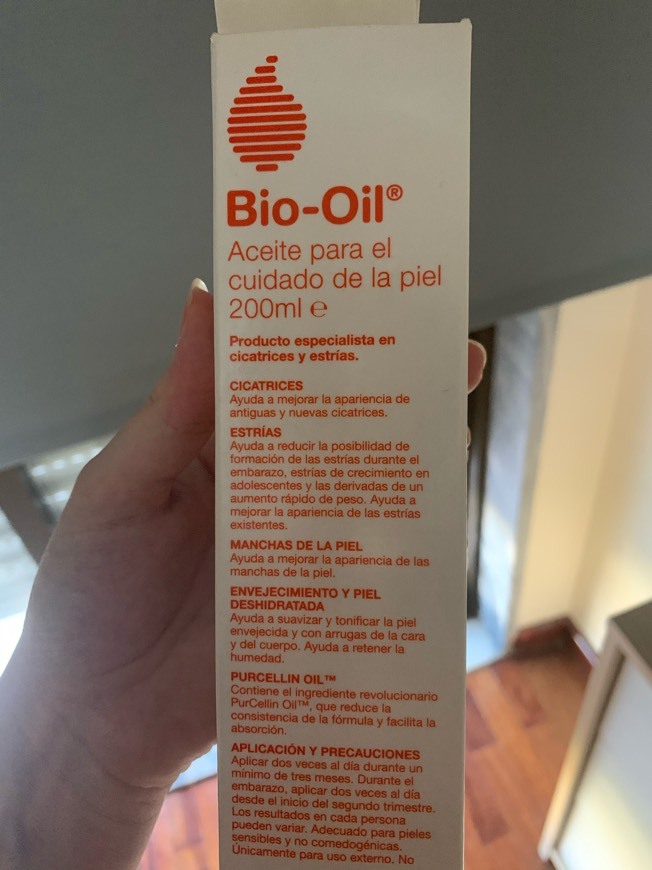 Bio-Oil®
Aceite para el
cuidado de la piel
200ml ℮
Producto especialista en
cicatrices y estrías.
CICATRICES
Ayuda a mejorar la apariencia de
antiguas y nuevas cicatrices.
ESTRÍAS
Ayuda a reducir la posibilidad de
formación de las estrías durante el
embarazo, estrías de crecimiento en
adolescentes y las derivadas de un
aumento rápido de peso. Ayuda a
mejorar la apariencia de las estrías
existentes.
MANCHAS DE LA PIEL
Ayuda a mejorar la apariencia de las
manchas de la piel.
ENVEJECIMIENTO Y PIEL
DESHIDRATADA
Ayuda a suavizar y tonificar la piel
envejecida y con arrugas de la cara
y del cuerpo. Ayuda a retener la
humedad.
PURCELLIN OIL™
Contiene el ingrediente revolucionario
PurCellin Oil™, que reduce la
consistencia de la fórmula y facilita la
absorción.
APLICACIÓN Y PRECAUCIONES
Aplicar dos veces al día durante un
mínimo de tres meses. Durante el
embarazo, aplicar dos veces al día
desde el inicio del segundo trimestre.
Los resultados en cada persona
pueden variar. Adecuado para pieles
sensibles y no comedogénicas.
Únicamente para uso externo. No